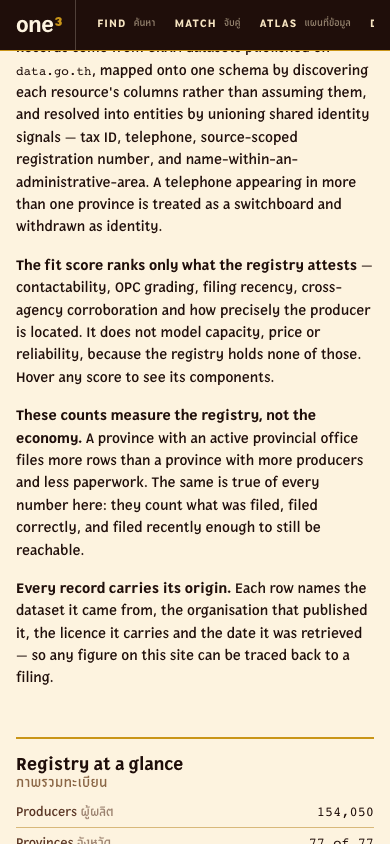 one³
FIND ค้นหา MATCH จับคู่ ATLAS แผนที่ข้อมูล
data.go.th, mapped onto one schema by discovering
each resource's columns rather than assuming them,
and resolved into entities by unioning shared identity
signals — tax ID, telephone, source-scoped
registration number, and name-within-an-
administrative-area. A telephone appearing in more
than one province is treated as a switchboard and
withdrawn as identity.
The fit score ranks only what the registry attests —
contactability, OPC grading, filing recency, cross-
agency corroboration and how precisely the producer
is located. It does not model capacity, price or
reliability, because the registry holds none of those.
Hover any score to see its components.
These counts measure the registry, not the
economy. A province with an active provincial office
files more rows than a province with more producers
and less paperwork. The same is true of every
number here: they count what was filed, filed
correctly, and filed recently enough to still be
reachable.
Every record carries its origin. Each row names the
dataset it came from, the organisation that published
it, the licence it carries and the date it was retrieved
— so any figure on this site can be traced back to a
filing.
Registry at a glance
ภาพรวมทะเบียน
Producers ผู้ผลิต 154,050
Provinces จังหวัด 77 of 77